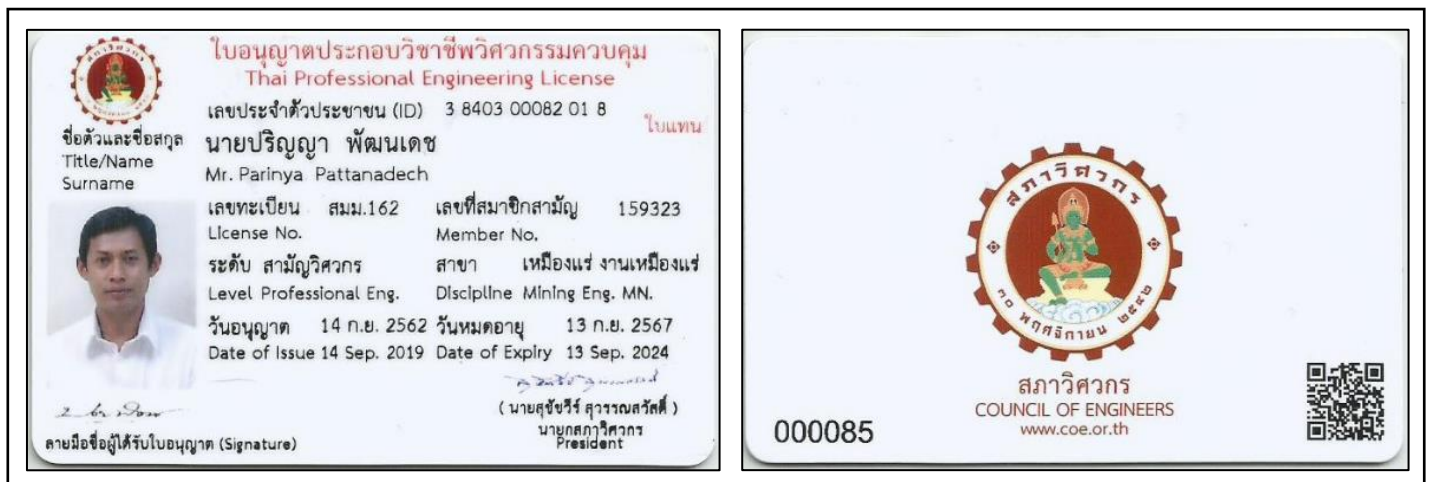 ใบอนุญาตประกอบวิชาชีพวิศวกรรมควบคุม
Thai Professional Engineering License
เลขประจำตัวประชาชน (ID) 3 8403 00082 01 8
ใบแทน
ชื่อตัวและชื่อสกุล นายปริญญา พัฒนเดช
Title/Name
Surname
Mr. Parinya Pattanadech
เลขทะเบียน สมม.162 เลขที่สมาชิกสามัญ 159323
License No. Member No.
ระดับ สามัญวิศวกร สาขา เหมืองแร่ งานเหมืองแร่
Level Professional Eng. Discipline Mining Eng. MN.
วันอนุญาต 14 ก.ย. 2562 วันหมดอายุ 13 ก.ย. 2567
Date of Issue 14 Sep. 2019 Date of Expiry 13 Sep. 2024
( นายสุชัชวีร์ สุวรรณสวัสดิ์ )
นายกสภาวิศวกร
President
ลายมือชื่อผู้ได้รับใบอนุญาต (Signature)
สภาวิศวกร
๓๐ พฤศจิกายน ๒๕๔๒
สภาวิศวกร
COUNCIL OF ENGINEERS
www.coe.or.th
000085